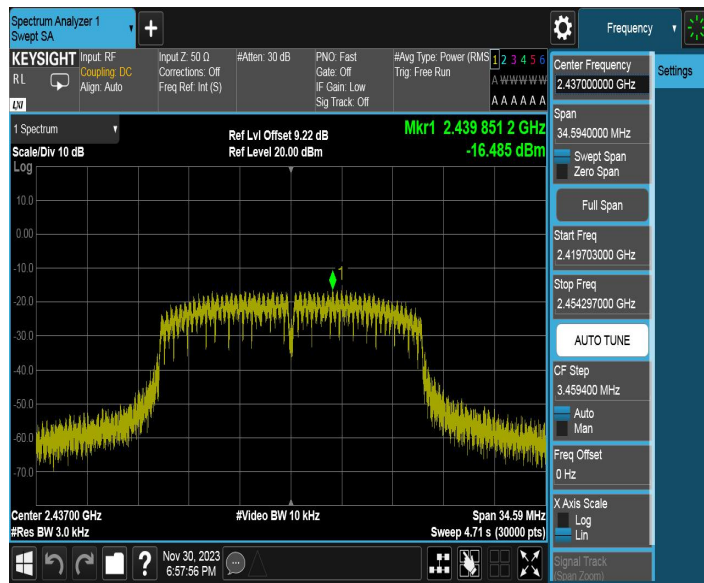 Spectrum Analyzer 1
Swept SA
Frequency
KEYSIGHT
RL
LXI
Input: RF
Coupling: DC
Align: Auto
Input Z: 50 Ω
Corrections: Off
Freq Ref: Int (S)
#Atten: 30 dB
PNO: Fast
Gate: Off
IF Gain: Low
Sig Track: Off
#Avg Type: Power (RMS
Trig: Free Run
1 2 3 4 5 6
A W W W W W
A A A A A A
1 Spectrum
Scale/Div 10 dB
Ref Lvl Offset 9.22 dB
Ref Level 20.00 dBm
Mkr1 2.439 851 2 GHz
-16.485 dBm
Log
10.0
0.00
-10.0
-20.0
-30.0
-40.0
-50.0
-60.0
-70.0
1
Center 2.43700 GHz
#Res BW 3.0 kHz
#Video BW 10 kHz
Span 34.59 MHz
Sweep 4.71 s (30000 pts)
Nov 30, 2023
6:57:56 PM
Center Frequency
2.437000000 GHz
Settings
Span
34.5940000 MHz
Swept Span
Zero Span
Full Span
Start Freq
2.419703000 GHz
Stop Freq
2.454297000 GHz
AUTO TUNE
CF Step
3.459400 MHz
Auto
Man
Freq Offset
0 Hz
X Axis Scale
Log
Lin
Signal Track
(Span Zoom)